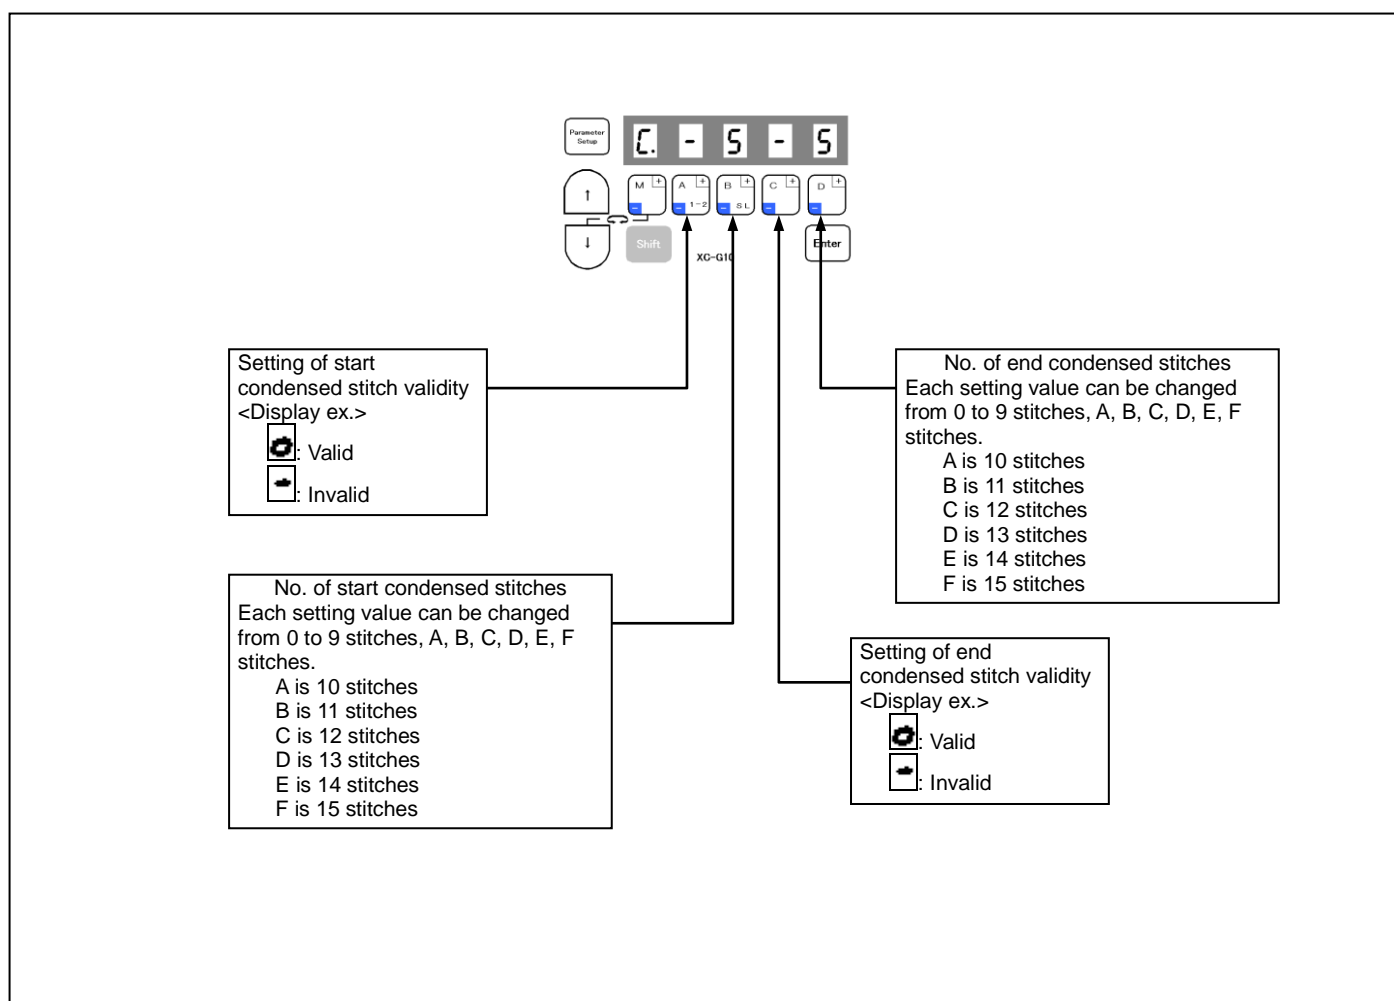 Parameter
Setup
C. - 5 - 5
M + -
A + - 1-2
B + - SL
C + -
D + -
↑
↓
Shift
XC-G10
Enter
Setting of start
condensed stitch validity
<Display ex.>
: Valid
: Invalid
No. of end condensed stitches
Each setting value can be changed
from 0 to 9 stitches, A, B, C, D, E, F
stitches.
A is 10 stitches
B is 11 stitches
C is 12 stitches
D is 13 stitches
E is 14 stitches
F is 15 stitches
No. of start condensed stitches
Each setting value can be changed
from 0 to 9 stitches, A, B, C, D, E, F
stitches.
A is 10 stitches
B is 11 stitches
C is 12 stitches
D is 13 stitches
E is 14 stitches
F is 15 stitches
Setting of end
condensed stitch validity
<Display ex.>
: Valid
: Invalid